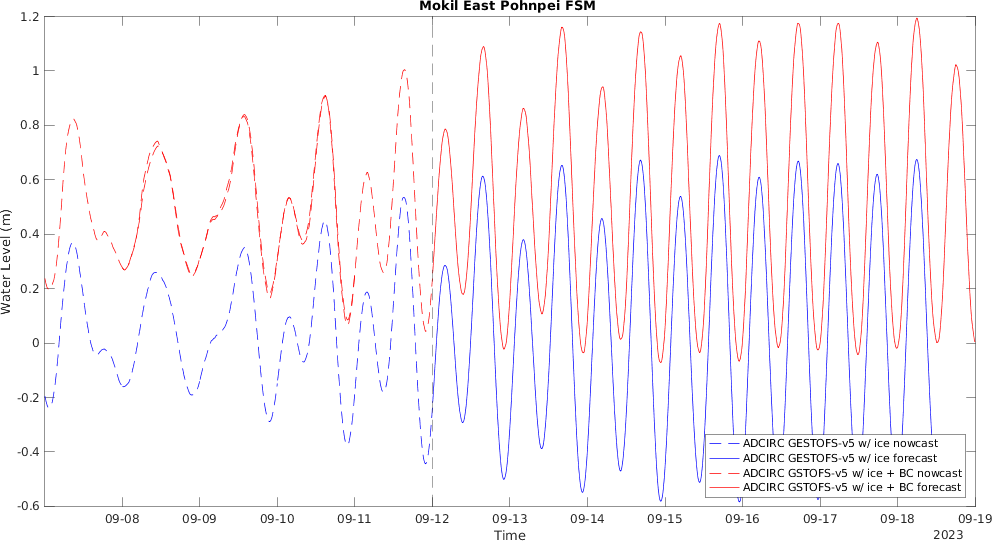 Mokil East Pohnpei FSM
1.2
1
0.8
0.6
0.4
0.2
0
-0.2
-0.4
-0.6
Water Level (m)
ADCIRC GESTOFS-v5 w/ ice nowcast
ADCIRC GESTOFS-v5 w/ ice forecast
ADCIRC GSTOFS-v5 w/ ice + BC nowcast
ADCIRC GSTOFS-v5 w/ ice + BC forecast
09-08 09-09 09-10 09-11 09-12 09-13 09-14 09-15 09-16 09-17 09-18 09-19
Time
2023